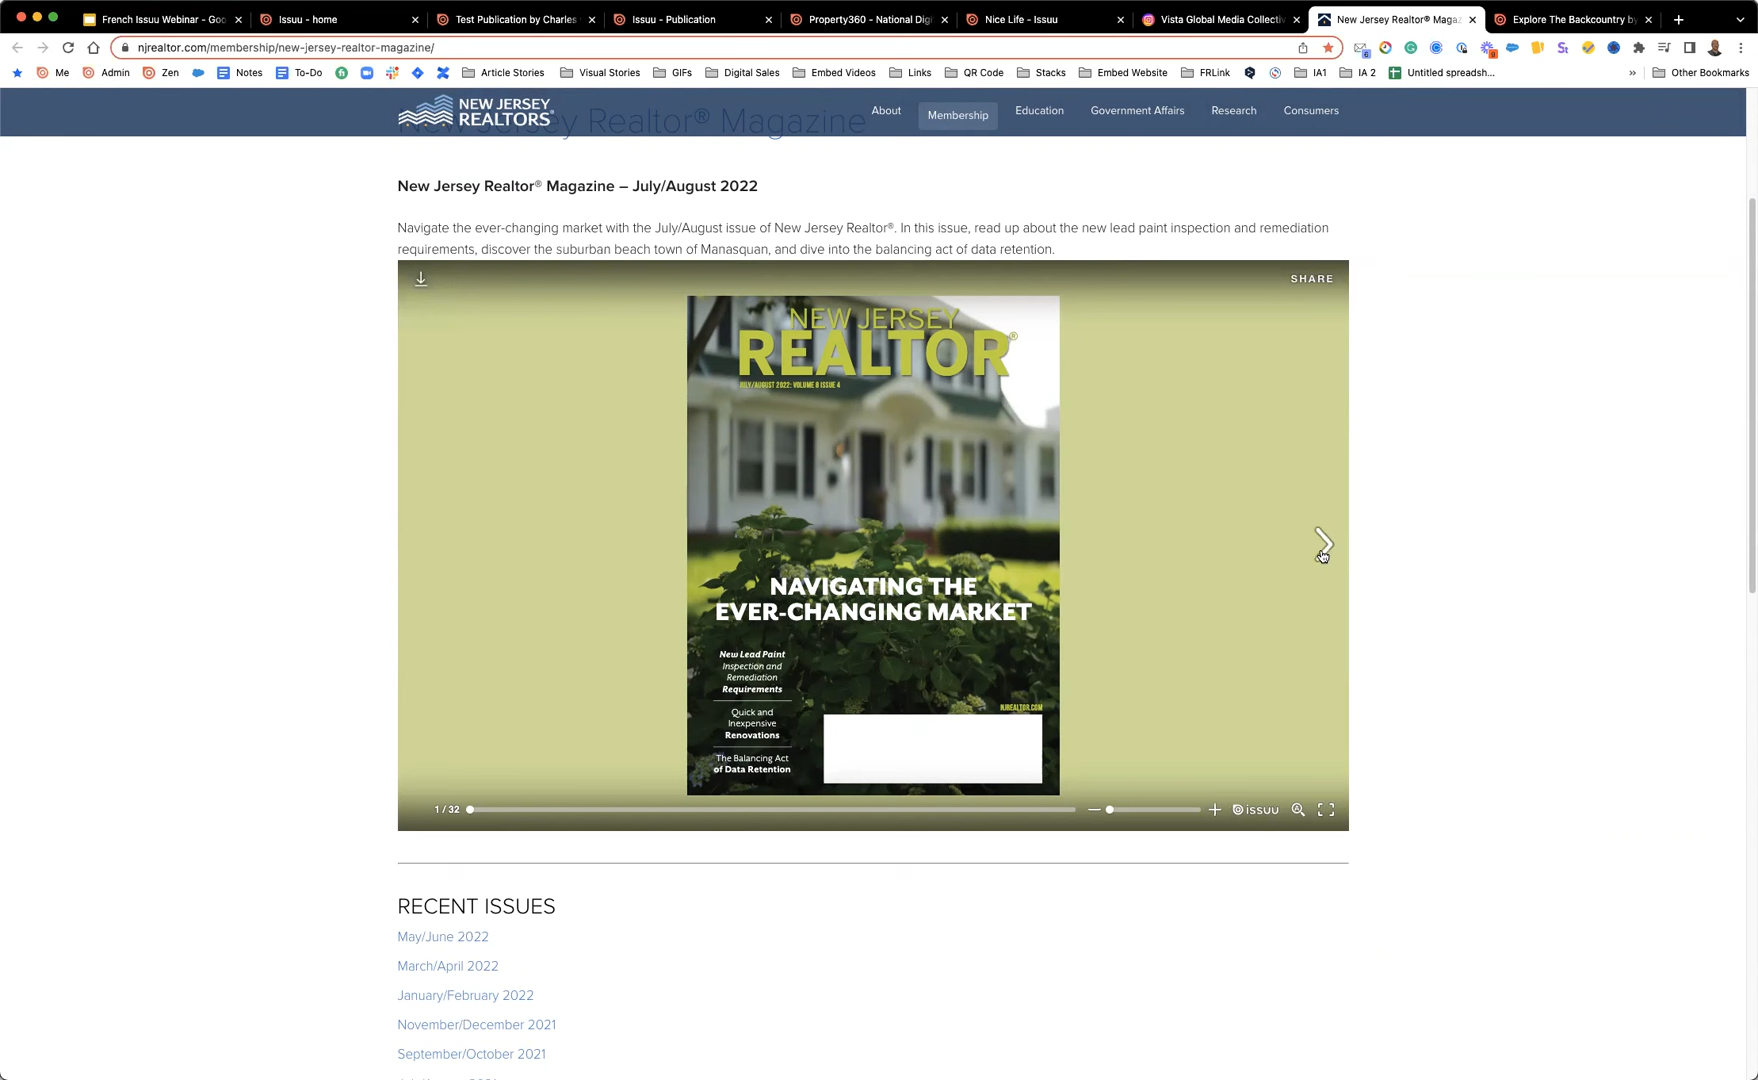 French Issuu Webinar - Goo
Issuu - home
Test Publication by Charles
Issuu - Publication
Property360 - National Digi
Nice Life - Issuu
Vista Global Media Collectiv
New Jersey Realtor® Magaz
Explore The Backcountry by
njrealtor.com/membership/new-jersey-realtor-magazine/
Me
Admin
Zen
Notes
To-Do
Article Stories
Visual Stories
GIFs
Digital Sales
Embed Videos
Links
QR Code
Stacks
Embed Website
FRLink
IA1
IA 2
Untitled spreadsh...
»
Other Bookmarks
NEW JERSEY
REALTORS®
About
Membership
Education
Government Affairs
Research
Consumers
New Jersey Realtor® Magazine
New Jersey Realtor® Magazine – July/August 2022
Navigate the ever-changing market with the July/August issue of New Jersey Realtor®. In this issue, read up about the new lead paint inspection and remediation
requirements, discover the suburban beach town of Manasquan, and dive into the balancing act of data retention.
SHARE
NEW JERSEY
REALTOR®
JULY/AUGUST 2022: VOLUME 8 ISSUE 4
NAVIGATING THE
EVER-CHANGING MARKET
New Lead Paint
Inspection and
Remediation
Requirements
Quick and
Inexpensive
Renovations
The Balancing Act
of Data Retention
NJREALTOR.COM
1 / 32
issuu
RECENT ISSUES
May/June 2022
March/April 2022
January/February 2022
November/December 2021
September/October 2021